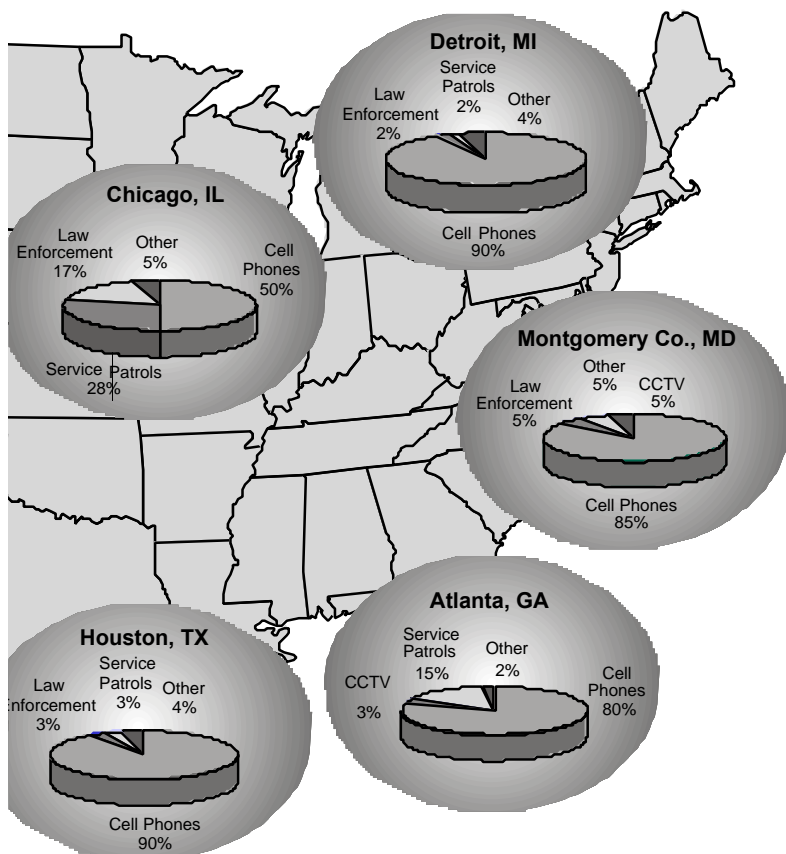 Detroit, MI
Service
Patrols
2%
Law
Enforcement
2%
Other
4%
Cell Phones
90%
Chicago, IL
Law
Enforcement
17%
Other
5%
Cell
Phones
50%
Service Patrols
28%
Montgomery Co., MD
Other
5%
CCTV
5%
Law
Enforcement
5%
Cell Phones
85%
Atlanta, GA
Service
Patrols
15%
Other
2%
CCTV
3%
Cell
Phones
80%
Houston, TX
Service
Patrols
3%
Law
Enforcement
3%
Other
4%
Cell Phones
90%